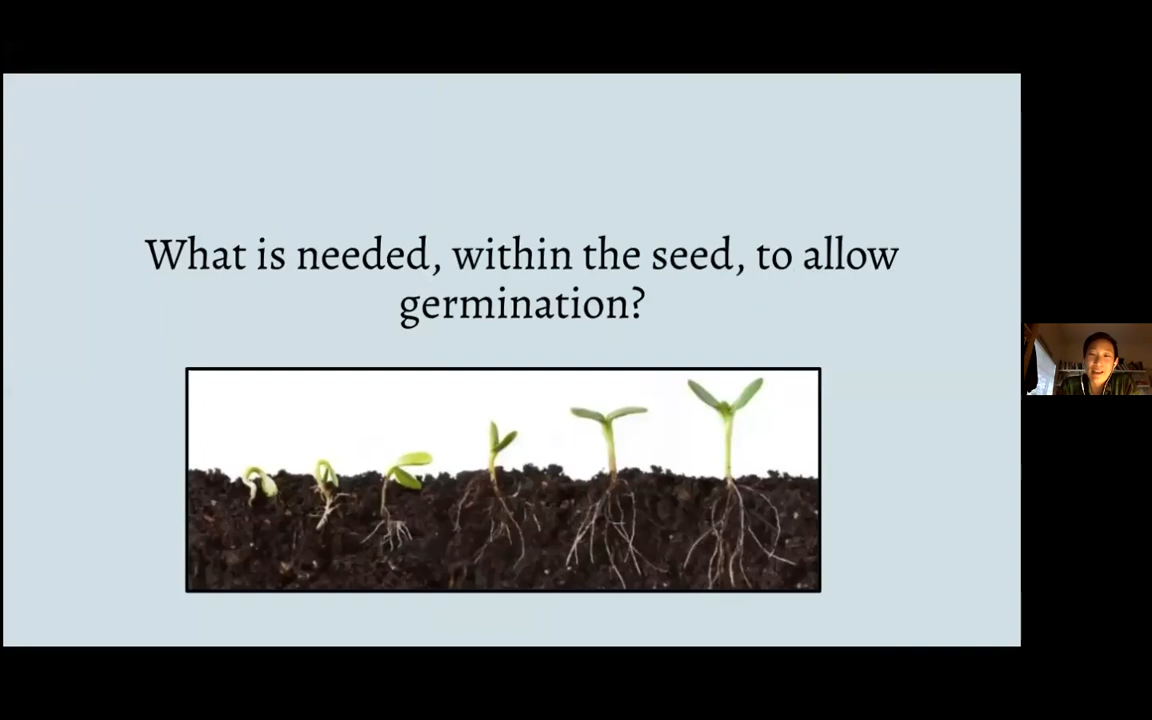 What is needed, within the seed, to allow
germination?